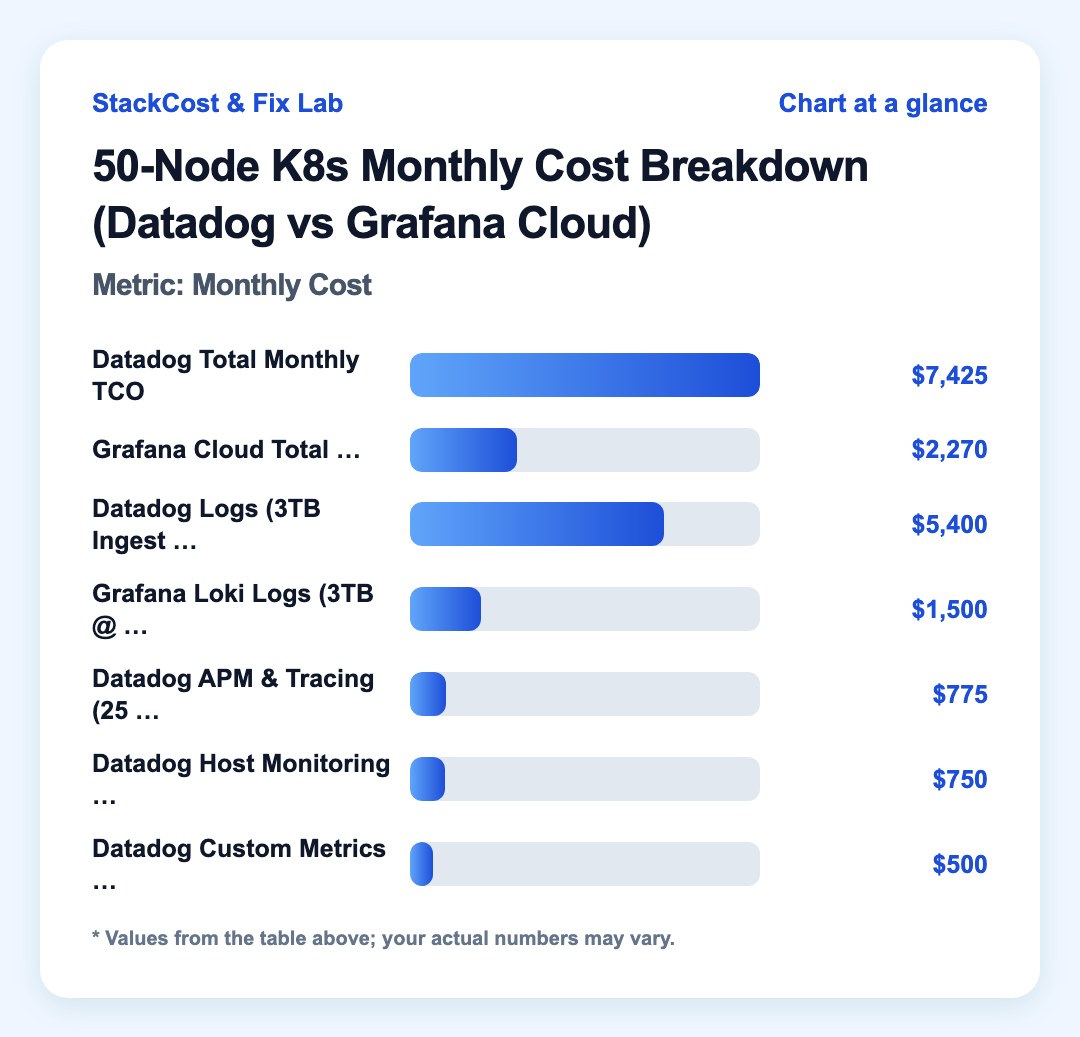 StackCost & Fix Lab
Chart at a glance
50-Node K8s Monthly Cost Breakdown
(Datadog vs Grafana Cloud)
Metric: Monthly Cost
Datadog Total Monthly
TCO
$7,425
Grafana Cloud Total …
$2,270
Datadog Logs (3TB
Ingest …
$5,400
Grafana Loki Logs (3TB
@ …
$1,500
Datadog APM & Tracing
(25 …
$775
Datadog Host Monitoring
…
$750
Datadog Custom Metrics
…
$500
* Values from the table above; your actual numbers may vary.